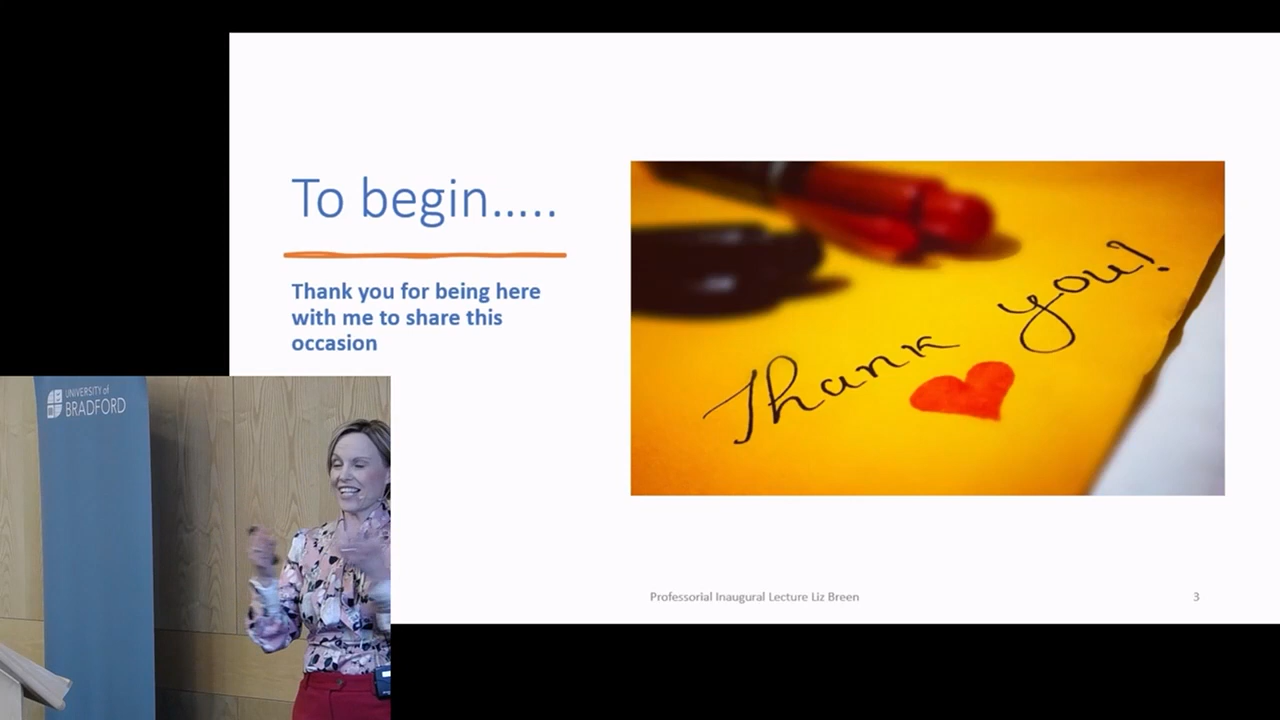 To begin.....
Thank you for being here
with me to share this
occasion
Thank you!
Professorial Inaugural Lecture Liz Breen
3
UNIVERSITY of
BRADFORD